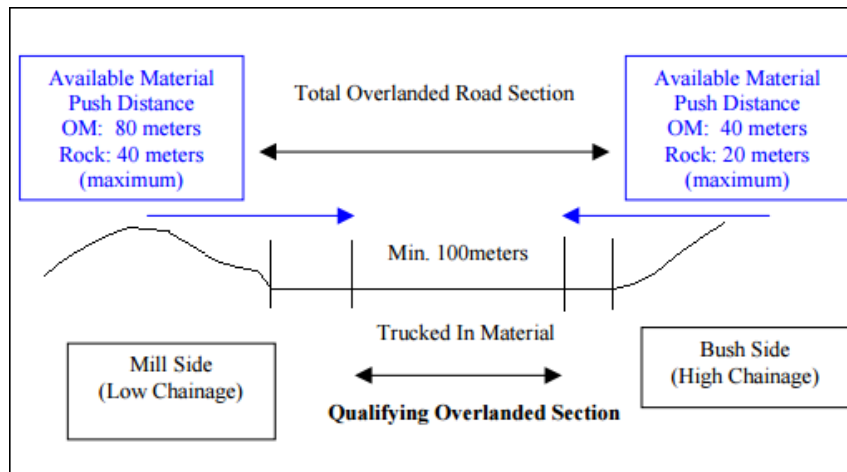 Available Material
Push Distance
OM: 80 meters
Rock: 40 meters
(maximum)
Total Overlanded Road Section
Available Material
Push Distance
OM: 40 meters
Rock: 20 meters
(maximum)
Min. 100meters
Trucked In Material
Mill Side
(Low Chainage)
Bush Side
(High Chainage)
Qualifying Overlanded Section